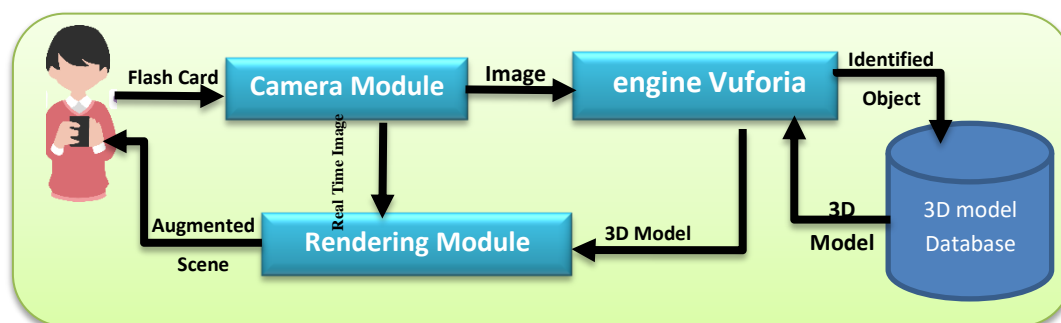 Flash Card
Camera Module
Image
engine Vuforia
Identified
Object
Real Time Image
3D
Model
3D model
Database
Augmented
Scene
Rendering Module
3D Model